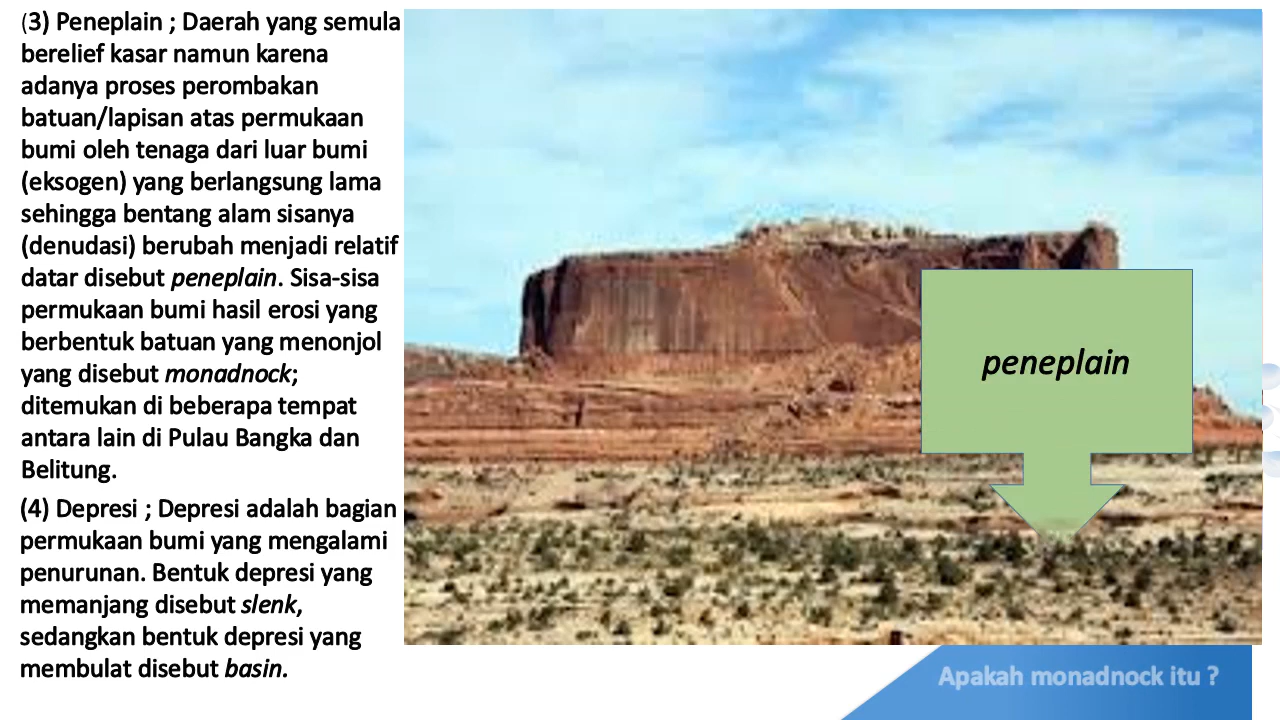 (3) Peneplain ; Daerah yang semula
berelief kasar namun karena
adanya proses perombakan
batuan/lapisan atas permukaan
bumi oleh tenaga dari luar bumi
(eksogen) yang berlangsung lama
sehingga bentang alam sisanya
(denudasi) berubah menjadi relatif
datar disebut peneplain. Sisa-sisa
permukaan bumi hasil erosi yang
berbentuk batuan yang menonjol
yang disebut monadnock;
ditemukan di beberapa tempat
antara lain di Pulau Bangka dan
Belitung.
(4) Depresi ; Depresi adalah bagian
permukaan bumi yang mengalami
penurunan. Bentuk depresi yang
memanjang disebut slenk,
sedangkan bentuk depresi yang
membulat disebut basin.
peneplain
Apakah monadnock itu ?